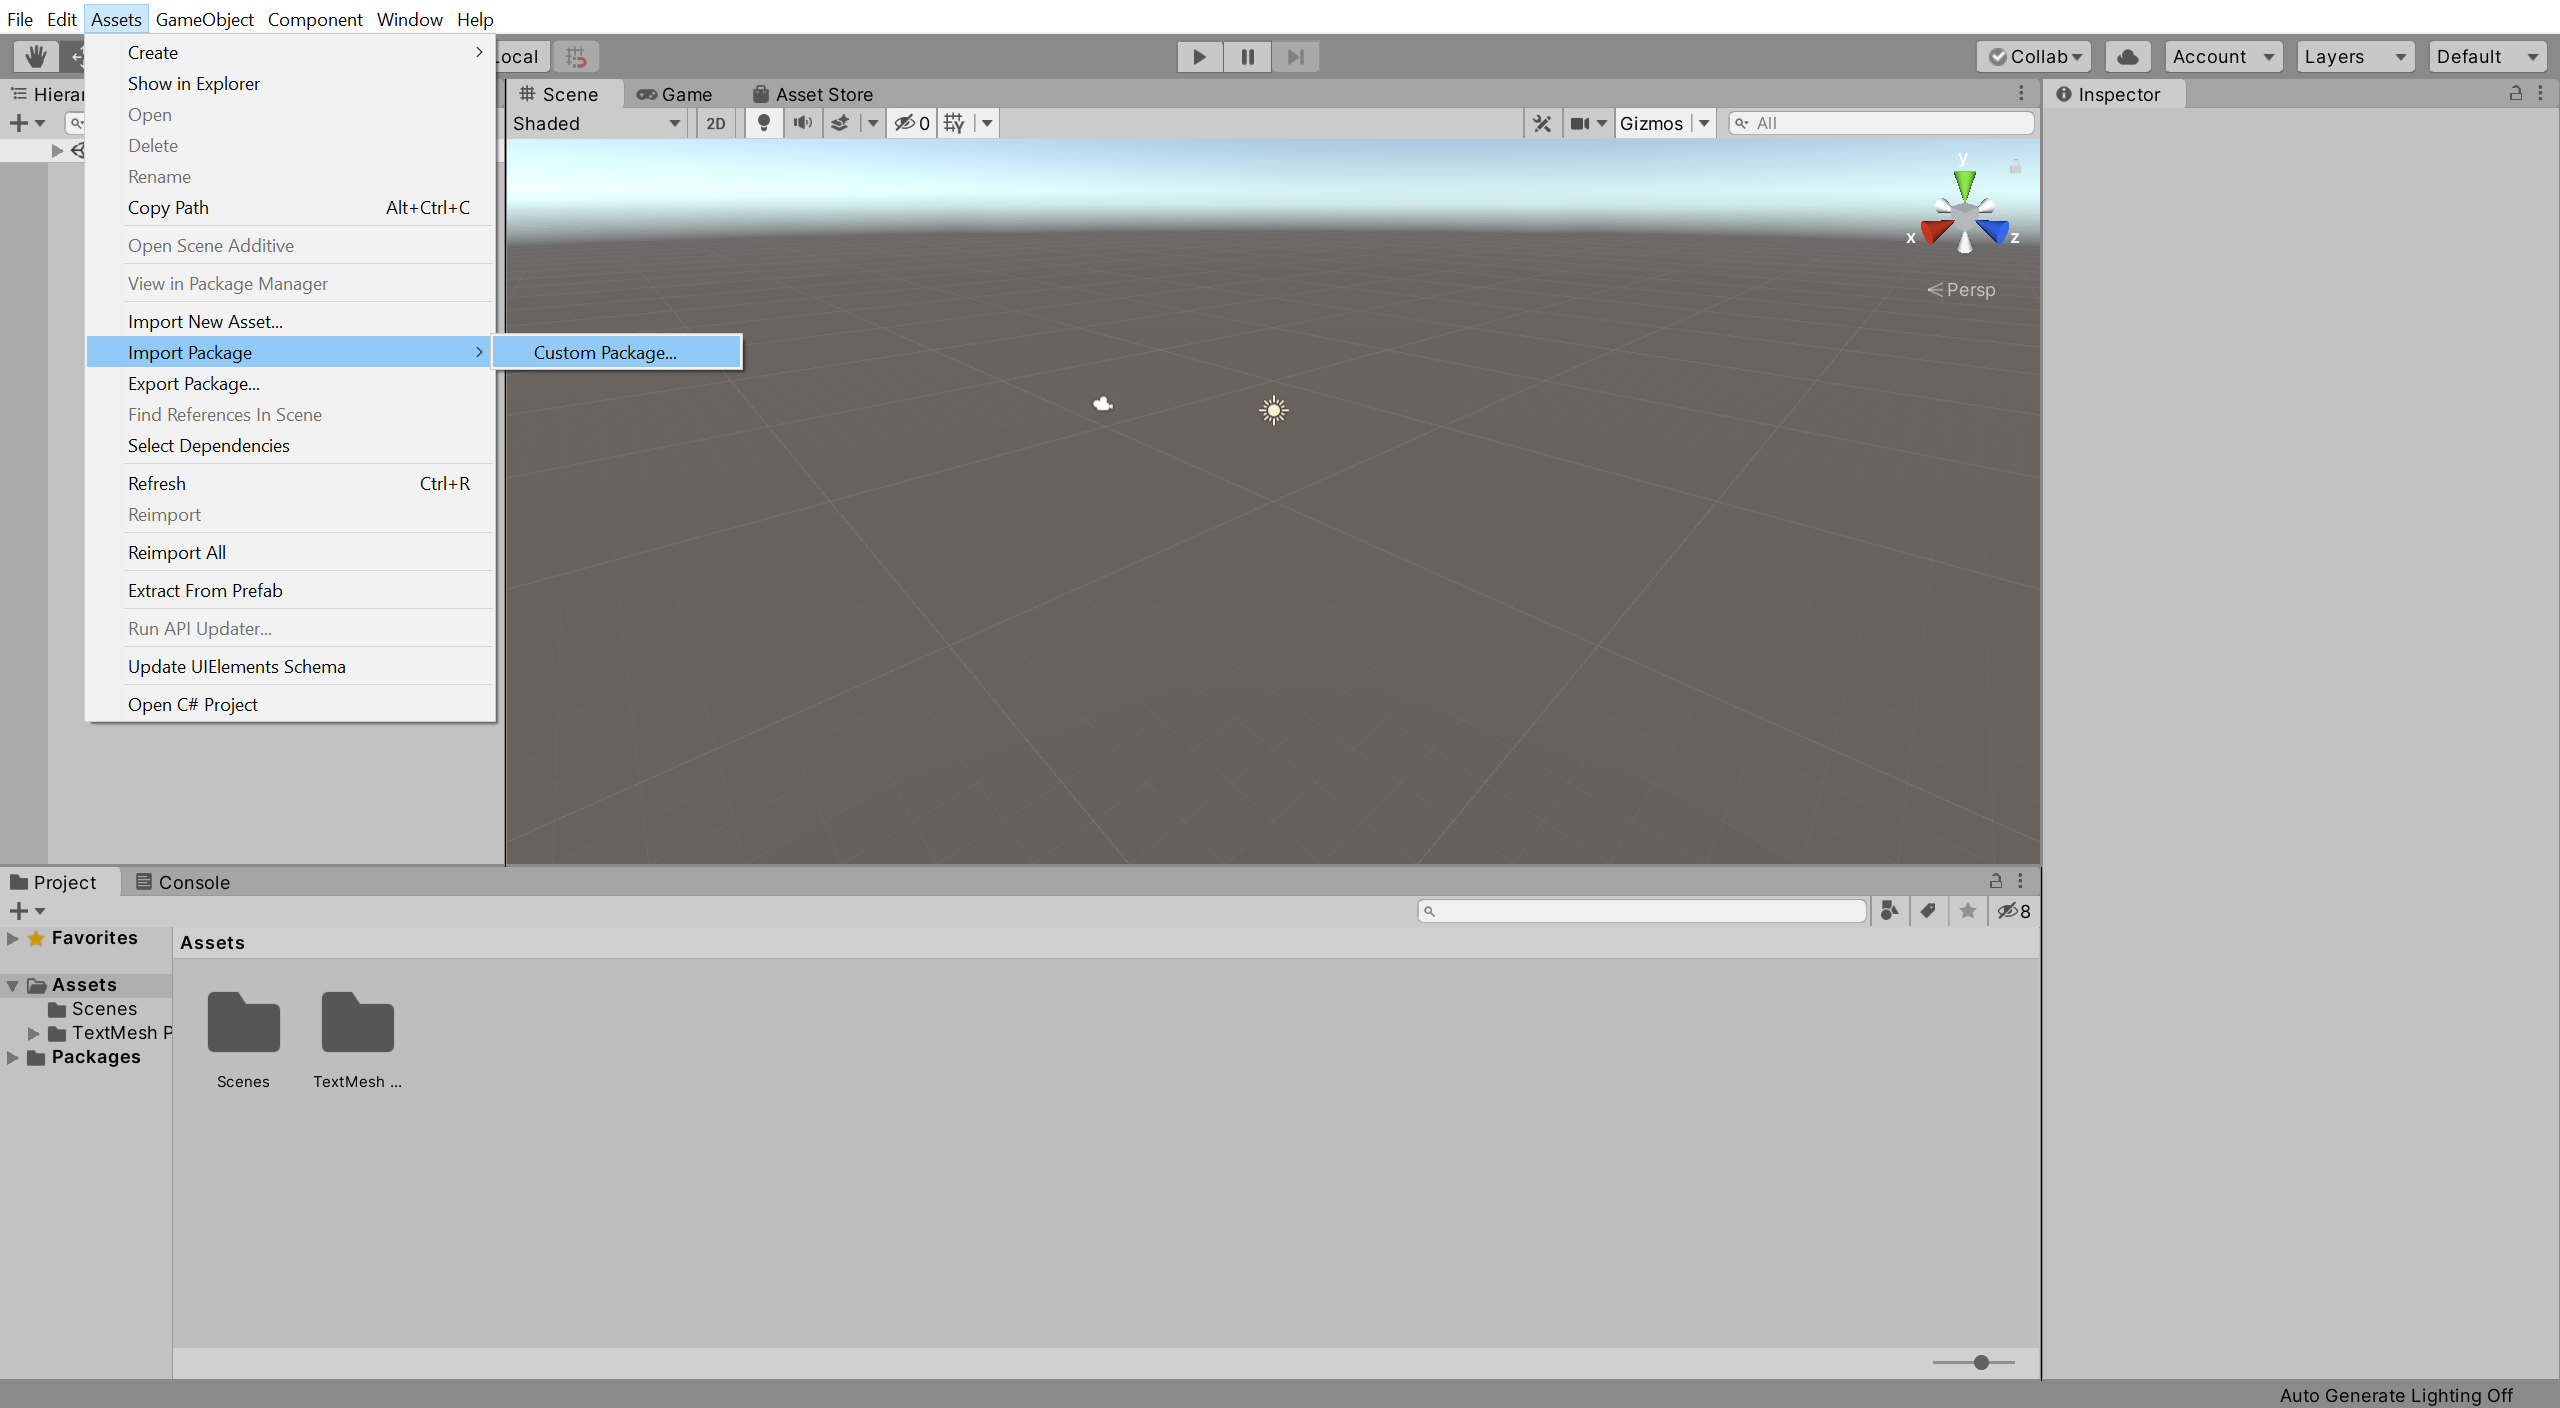 File Edit Assets GameObject Component Window Help
Create
Show in Explorer
Open
Delete
Rename
Copy Path Alt+Ctrl+C
Open Scene Additive
View in Package Manager
Import New Asset...
Import Package
Custom Package...
Export Package...
Find References In Scene
Select Dependencies
Refresh Ctrl+R
Reimport
Reimport All
Extract From Prefab
Run API Updater...
Update UIElements Schema
Open C# Project
ocal
Collab Account Layers Default
Hierar
Scene Game Asset Store
Shaded 2D 0 Gizmos All
y
x z
Persp
Inspector
Project Console
8
Favorites
Assets
Scenes
TextMesh P
Packages
Assets
Scenes TextMesh ...
Auto Generate Lighting Off